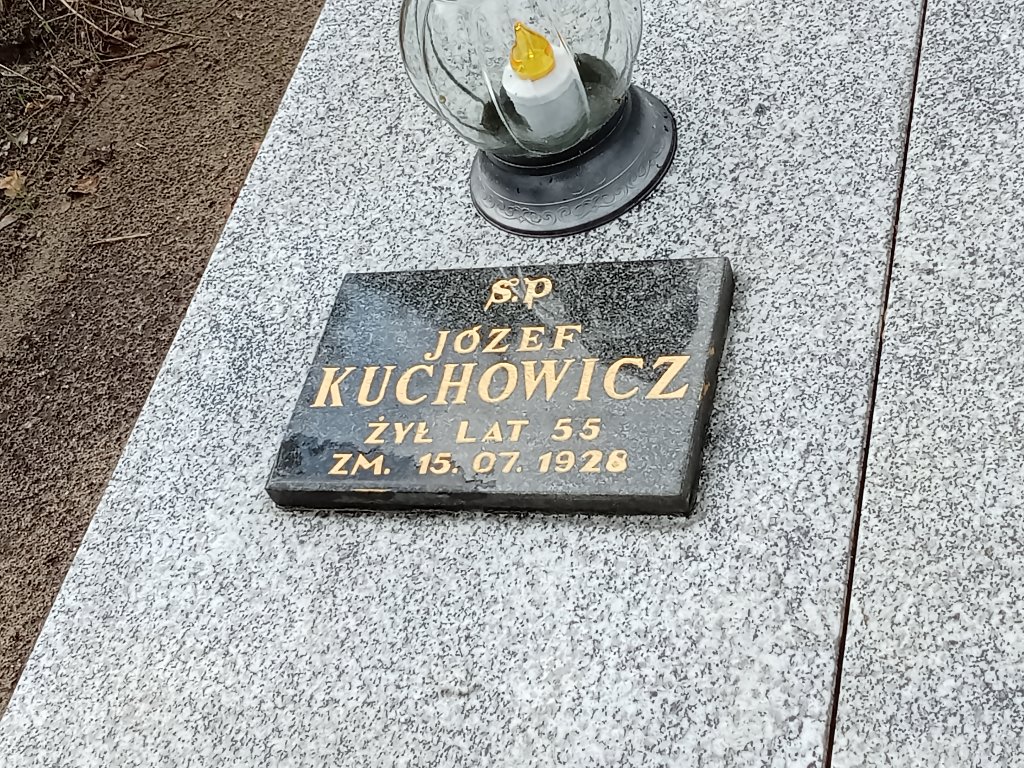 Ś.P
JÓZEF
KUCHOWICZ
ŻYŁ LAT 55
ZM. 15. 07. 1928